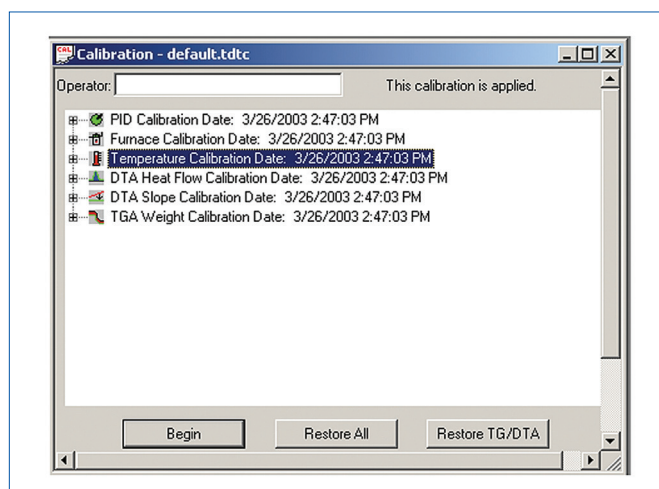 CAL
Calibration - default.tdtc
Operator:
This calibration is applied.
PID Calibration Date: 3/26/2003 2:47:03 PM
Furnace Calibration Date: 3/26/2003 2:47:03 PM
Temperature Calibration Date: 3/26/2003 2:47:03 PM
DTA Heat Flow Calibration Date: 3/26/2003 2:47:03 PM
DTA Slope Calibration Date: 3/26/2003 2:47:03 PM
TGA Weight Calibration Date: 3/26/2003 2:47:03 PM
Begin
Restore All
Restore TG/DTA